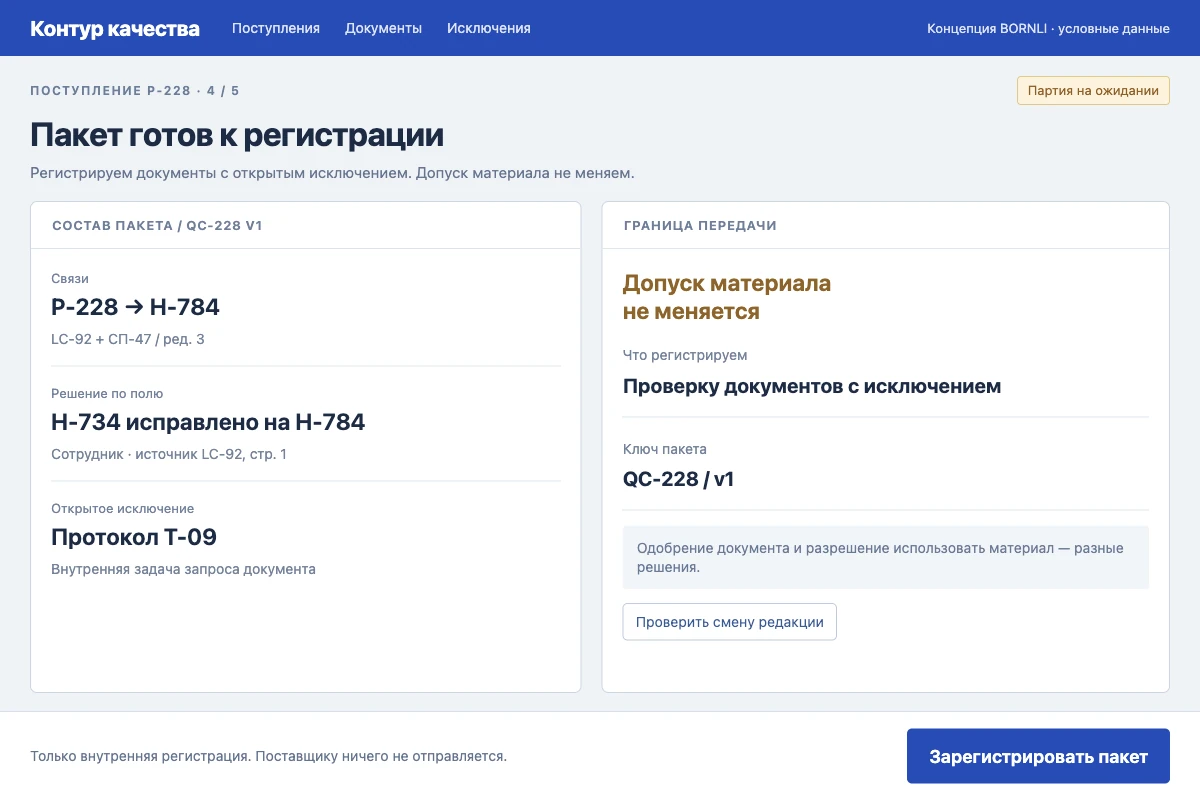 Контур качества
Поступления
Документы
Исключения
Концепция BORNLI · условные данные
ПОСТУПЛЕНИЕ P-228 · 4 / 5
Партия на ожидании
Пакет готов к регистрации
Регистрируем документы с открытым исключением. Допуск материала не меняем.
СОСТАВ ПАКЕТА / QC-228 V1
Связи
P-228 → H-784
LC-92 + СП-47 / ред. 3
Решение по полю
H-734 исправлено на H-784
Сотрудник · источник LC-92, стр. 1
Открытое исключение
Протокол T-09
Внутренняя задача запроса документа
ГРАНИЦА ПЕРЕДАЧИ
Допуск материала
не меняется
Что регистрируем
Проверку документов с исключением
Ключ пакета
QC-228 / v1
Одобрение документа и разрешение использовать материал — разные
решения.
Проверить смену редакции
Только внутренняя регистрация. Поставщику ничего не отправляется.
Зарегистрировать пакет